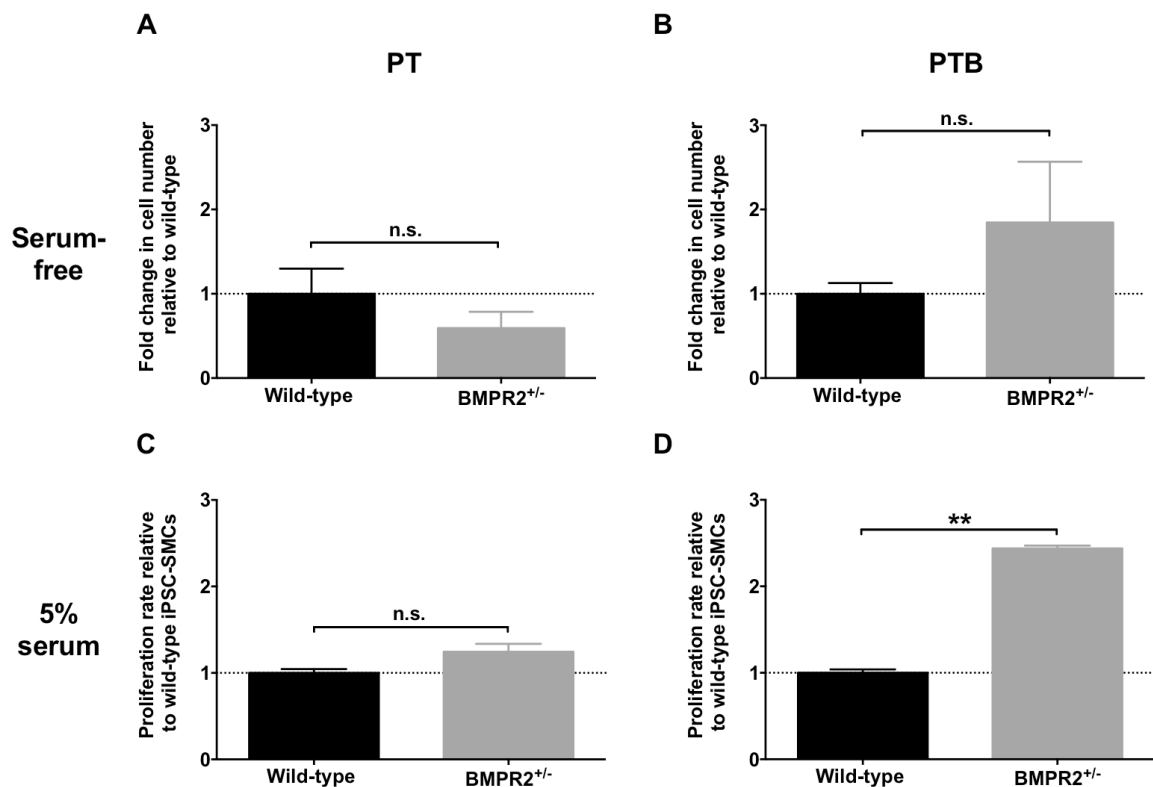 A
B
PT
PTB
Serum-
free
Fold change in cell number
relative to wild-type
3
2
1
0
n.s.
Wild-type
BMPR2+/-
Fold change in cell number
relative to wild-type
3
2
1
0
n.s.
Wild-type
BMPR2+/-
C
D
5%
serum
Proliferation rate relative
to wild-type iPSC-SMCs
3
2
1
0
n.s.
Wild-type
BMPR2+/-
Proliferation rate relative
to wild-type iPSC-SMCs
3
2
1
0
**
Wild-type
BMPR2+/-